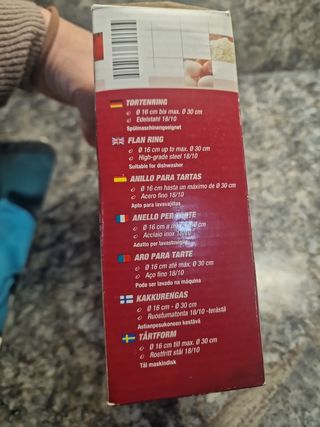 TORTENRING
Ø 16 cm bis max. Ø 30 cm
Edelstahl 18/10
Spülmaschinengeeignet
FLAN RING
Ø 16 cm up to max. Ø 30 cm
High-grade steel 18/10
Suitable for dishwasher
ANILLO PARA TARTAS
Ø 16 cm hasta un máximo de Ø 30 cm
Acero fino 18/10
Apto para lavavajillas
ANELLO PER TORTE
Ø 16 cm a max. Ø 30 cm
Acciaio inox 18/10
Adatto per lavastoviglie
ARO PARA TARTE
Ø 16 cm até máx. Ø 30 cm
Aço fino 18/10
Pode ser lavado na máquina
KAKKURENGAS
Ø 16 cm - Ø 30 cm
Ruostumatonta 18/10 -terästä
Astianpesukoneen kestävä
TÅRTFORM
Ø 16 cm till max. Ø 30 cm
Rostfritt stål 18/10
Tål maskindisk